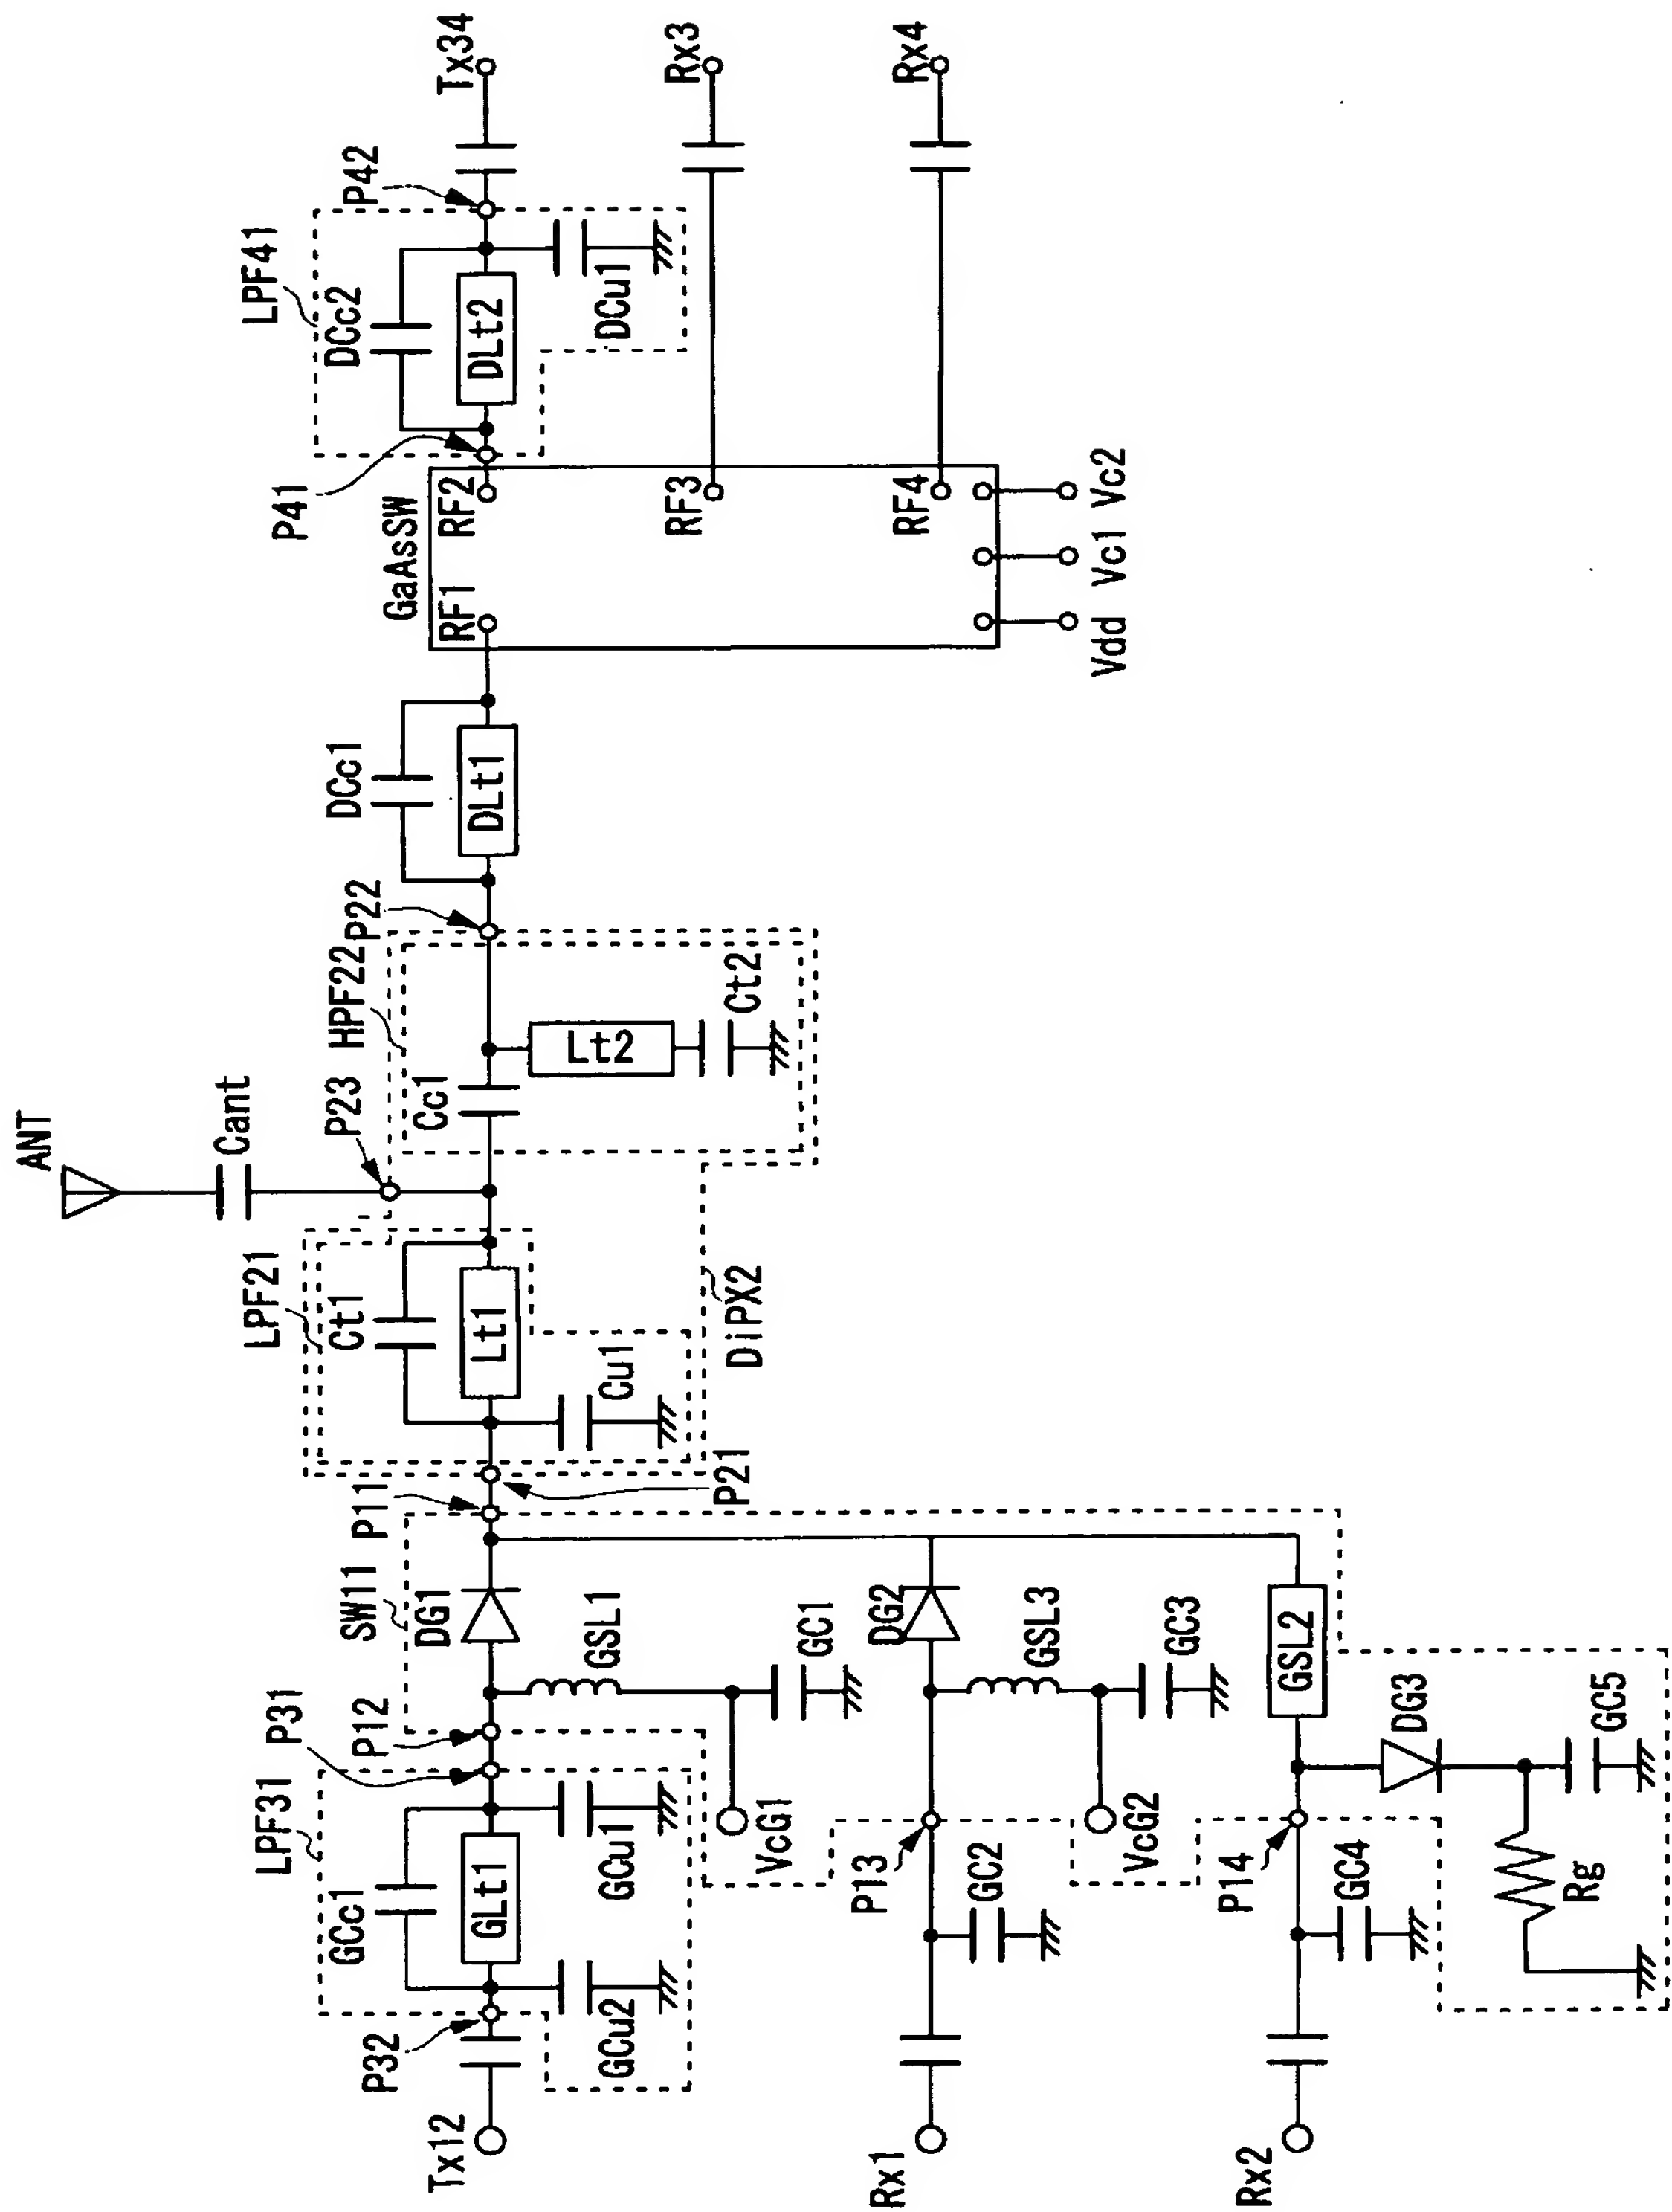 ANT
Cant
P23
HPF22
P22
DCc1
GaAsSW
P41
LPF41
DCc2
P42
Tx34
LPF21
Ct1
Cc1
DLt1
RF1
RF2
DLt2
DCu1
Rx3
RF3
Rx4
RF4
Lt1
Lt2
Ct2
Cu1
DiPX2
P21
P11
SW11
DG1
Vdd
Vc1
Vc2
P31
P12
LPF31
GCc1
GLt1
P32
Tx12
GCu2
GCu1
GSL1
GC1
VcG1
DG2
GSL3
GC3
VcG2
P13
GC2
Rx1
GSL2
DG3
GC5
Rg
P14
GC4
Rx2